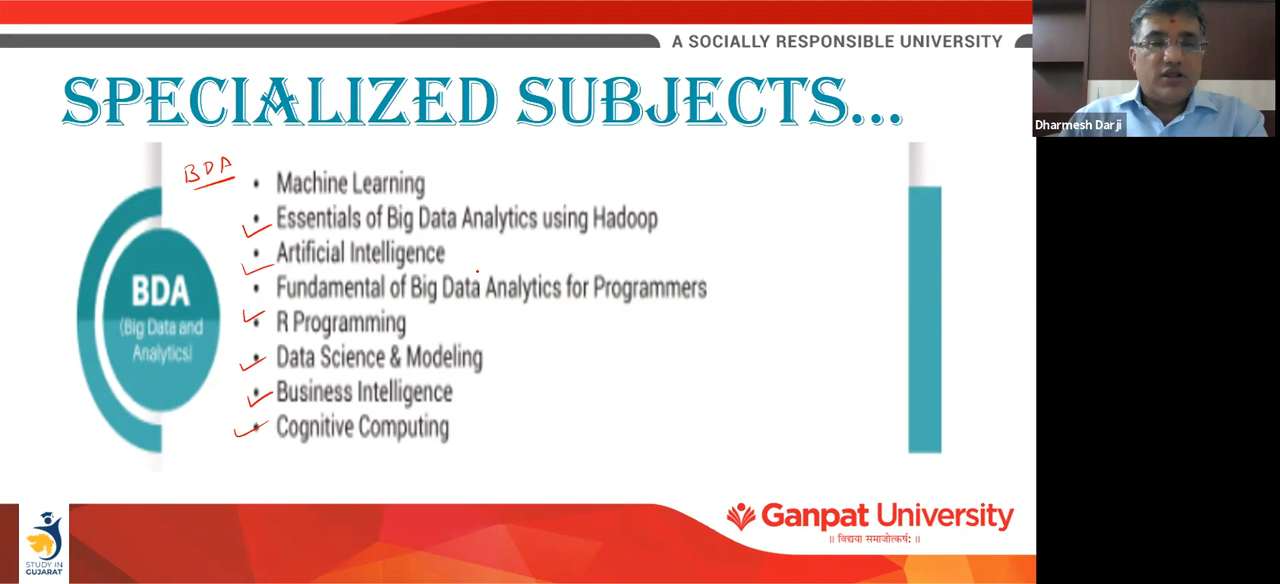 A SOCIALLY RESPONSIBLE UNIVERSITY
SPECIALIZED SUBJECTS...
Dharmesh Darji
BDA
• Machine Learning
• Essentials of Big Data Analytics using Hadoop
• Artificial Intelligence
• Fundamental of Big Data Analytics for Programmers
• R Programming
• Data Science & Modeling
• Business Intelligence
• Cognitive Computing
BDA
(Big Data and
Analytics)
STUDY IN
GUJARAT
Ganpat University
॥ विद्यया समाजोत्कर्षः ॥